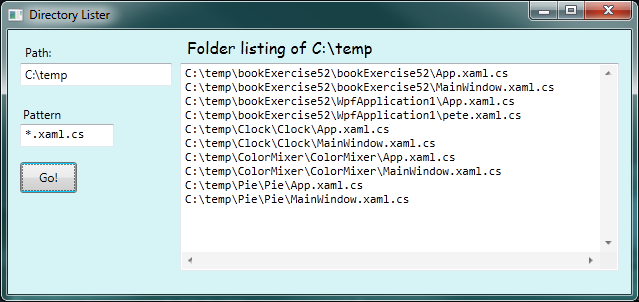 Directory Lister
Path:
C:\temp
Pattern
*.xaml.cs
Go!
Folder listing of C:\temp
C:\temp\bookExercise52\bookExercise52\App.xaml.cs
C:\temp\bookExercise52\bookExercise52\MainWindow.xaml.cs
C:\temp\bookExercise52\WpfApplication1\App.xaml.cs
C:\temp\bookExercise52\WpfApplication1\pete.xaml.cs
C:\temp\Clock\Clock\App.xaml.cs
C:\temp\Clock\Clock\MainWindow.xaml.cs
C:\temp\ColorMixer\ColorMixer\App.xaml.cs
C:\temp\ColorMixer\ColorMixer\MainWindow.xaml.cs
C:\temp\Pie\Pie\App.xaml.cs
C:\temp\Pie\Pie\MainWindow.xaml.cs